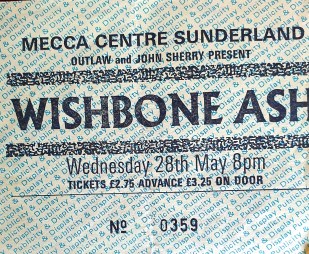 MECCA CENTRE SUNDERLAND
OUTLAW and JOHN SHERRY PRESENT
WISHBONE ASH
Wednesday 28th May 8pm
TICKETS £2.75 ADVANCE £3.25 ON DOOR
No 0359